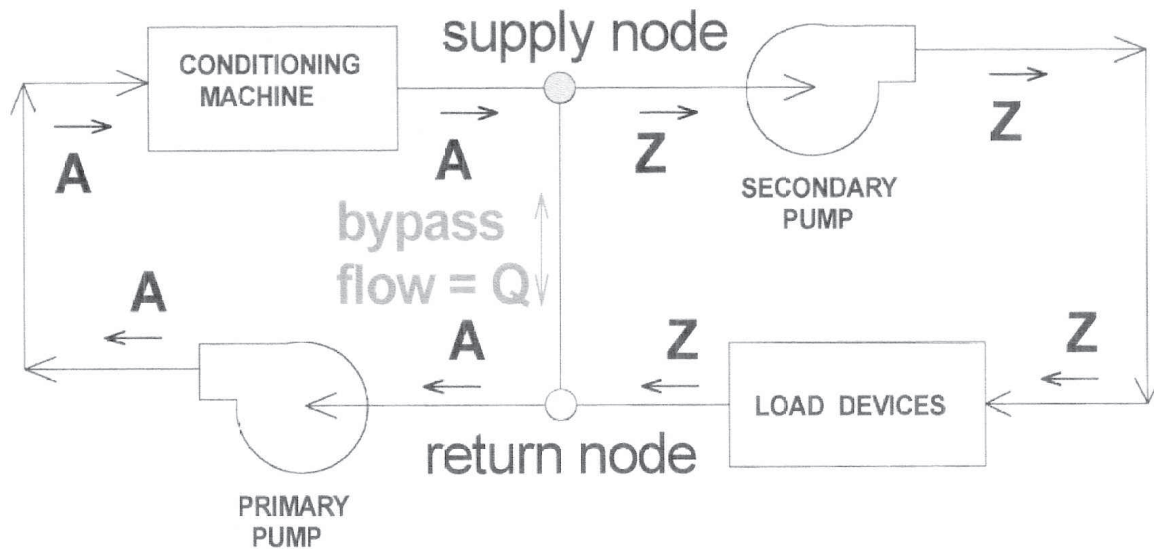 supply node
CONDITIONING
MACHINE
A
A
Z
Z
SECONDARY
PUMP
bypass
flow = Q
A
A
Z
Z
LOAD DEVICES
return node
PRIMARY
PUMP